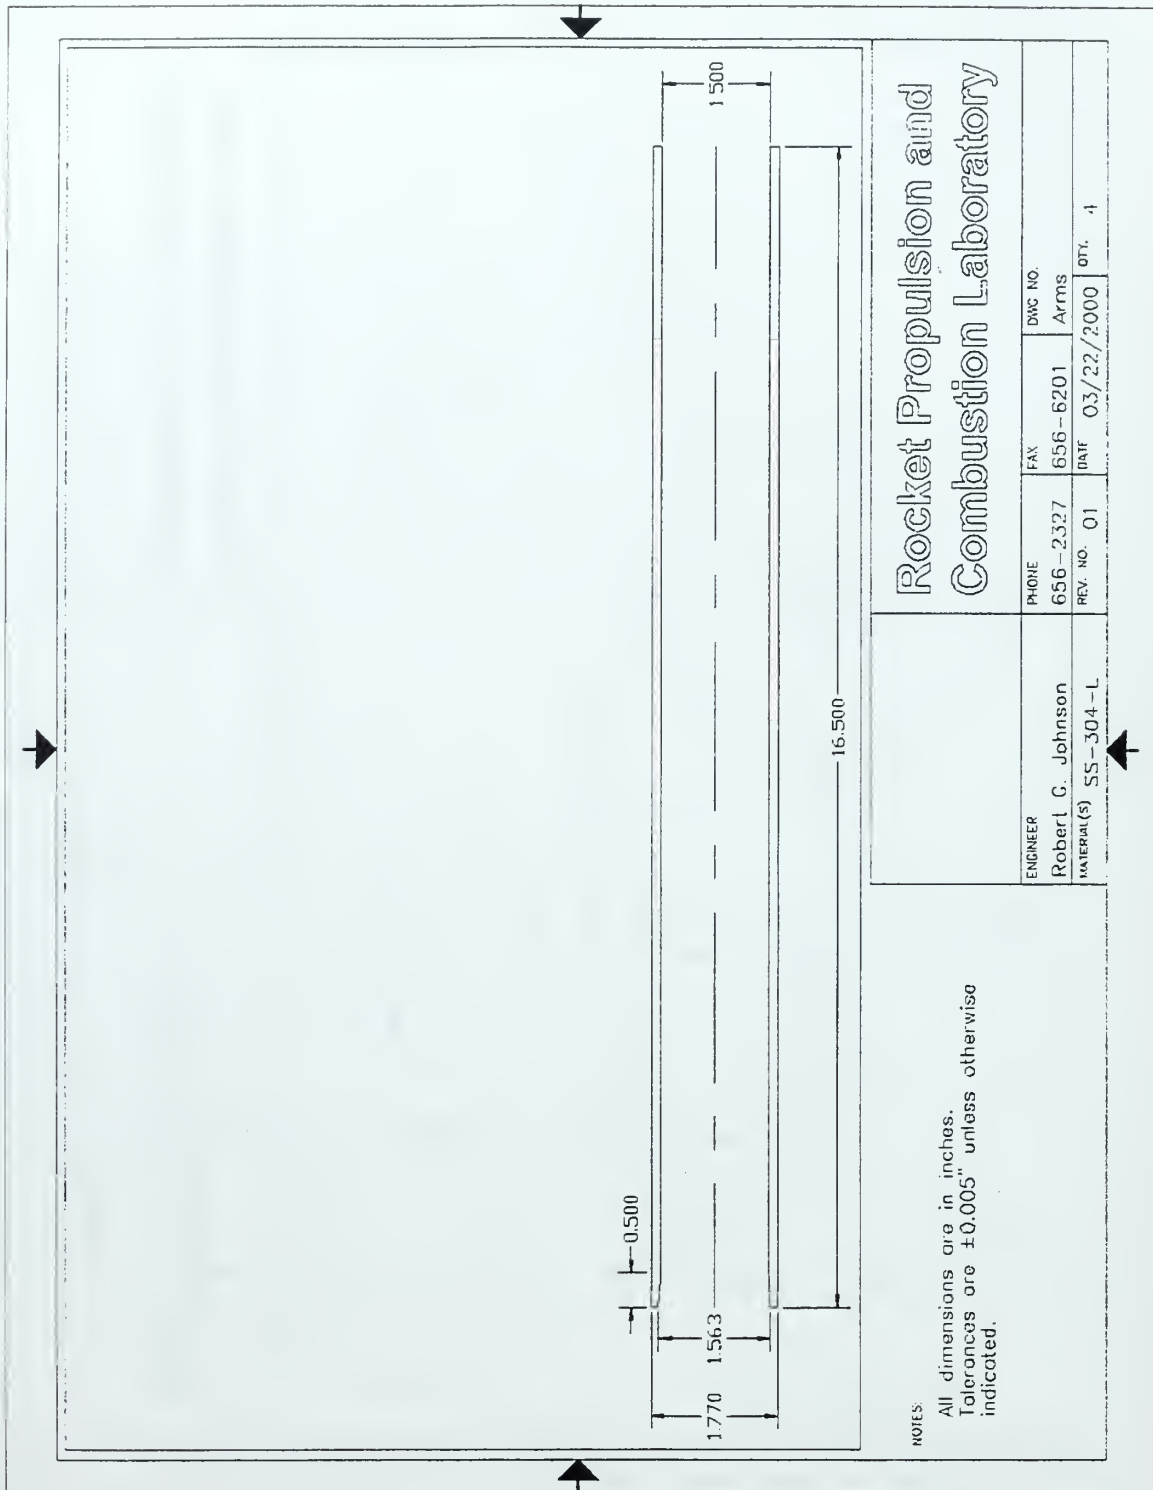 1.500
16.500
0.500
1.563
1.770
NOTES:
All dimensions are in inches.
Tolerances are ±0.005" unless otherwise
indicated.
Rocket Propulsion and
Combustion Laboratory
ENGINEER
Robert G. Johnson
PHONE
656-2327
FAX
656-6201
DWG NO.
Arms
MATERIAL(S) SS-304-L
REV. NO. 01
DATE 03/22/2000
QTY. 4